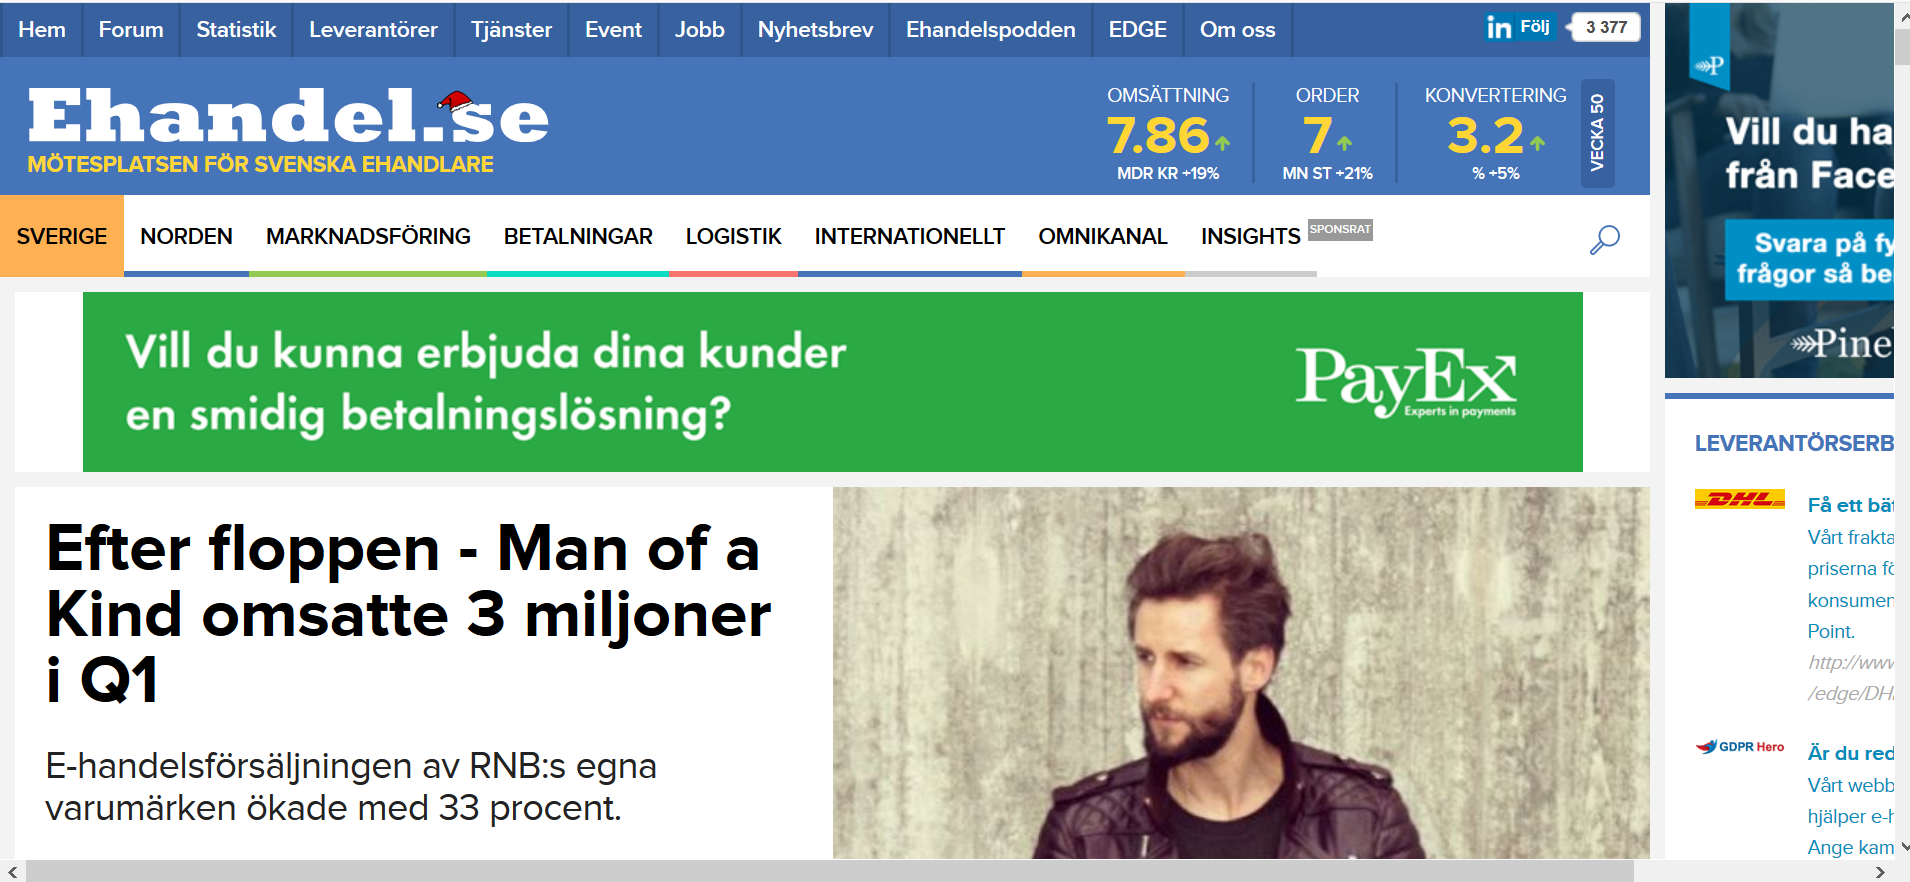 Hem Forum Statistik Leverantörer Tjänster Event Jobb Nyhetsbrev Ehandelspodden EDGE Om oss
in Följ 3 377
Ehandel.se
MÖTESPLATSEN FÖR SVENSKA EHANDLARE
OMSÄTTNING
7.86
MDR KR +19%
ORDER
7
MN ST +21%
KONVERTERING
3.2
% +5%
VECKA 50
SVERIGE NORDEN MARKNADSFÖRING BETALNINGAR LOGISTIK INTERNATIONELLT OMNIKANAL INSIGHTS SPONSRAT
Vill du kunna erbjuda dina kunder
en smidig betalningslösning?
PayEx
Experts in payments
Efter floppen - Man of a
Kind omsatte 3 miljoner
i Q1
E-handelsförsäljningen av RNB:s egna
varumärken ökade med 33 procent.
P
Vill du ha
från Face
Svara på fy
frågor så be
Pine
LEVERANTÖRSERB
DHL
Få ett bät
Vårt frakta
priserna fö
konsumen
Point.
http://www
/edge/DH
GDPR Hero
Är du red
Vårt webb
hjälper e-h
Ange kam